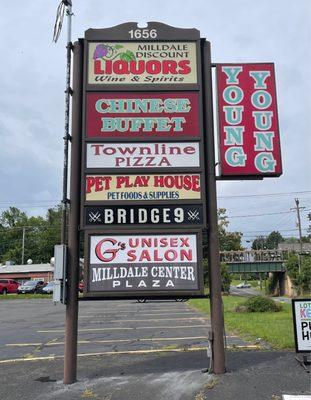 1656
MILLDALE
DISCOUNT
LIQUORS
Wine & Spirits
CHINESE
BUFFET
YOUNG YOUNG
Townline
PIZZA
PET PLAY HOUSE
PET FOODS & SUPPLIES
BRIDGE9
G's UNISEX
SALON
MILLDALE CENTER
PLAZA